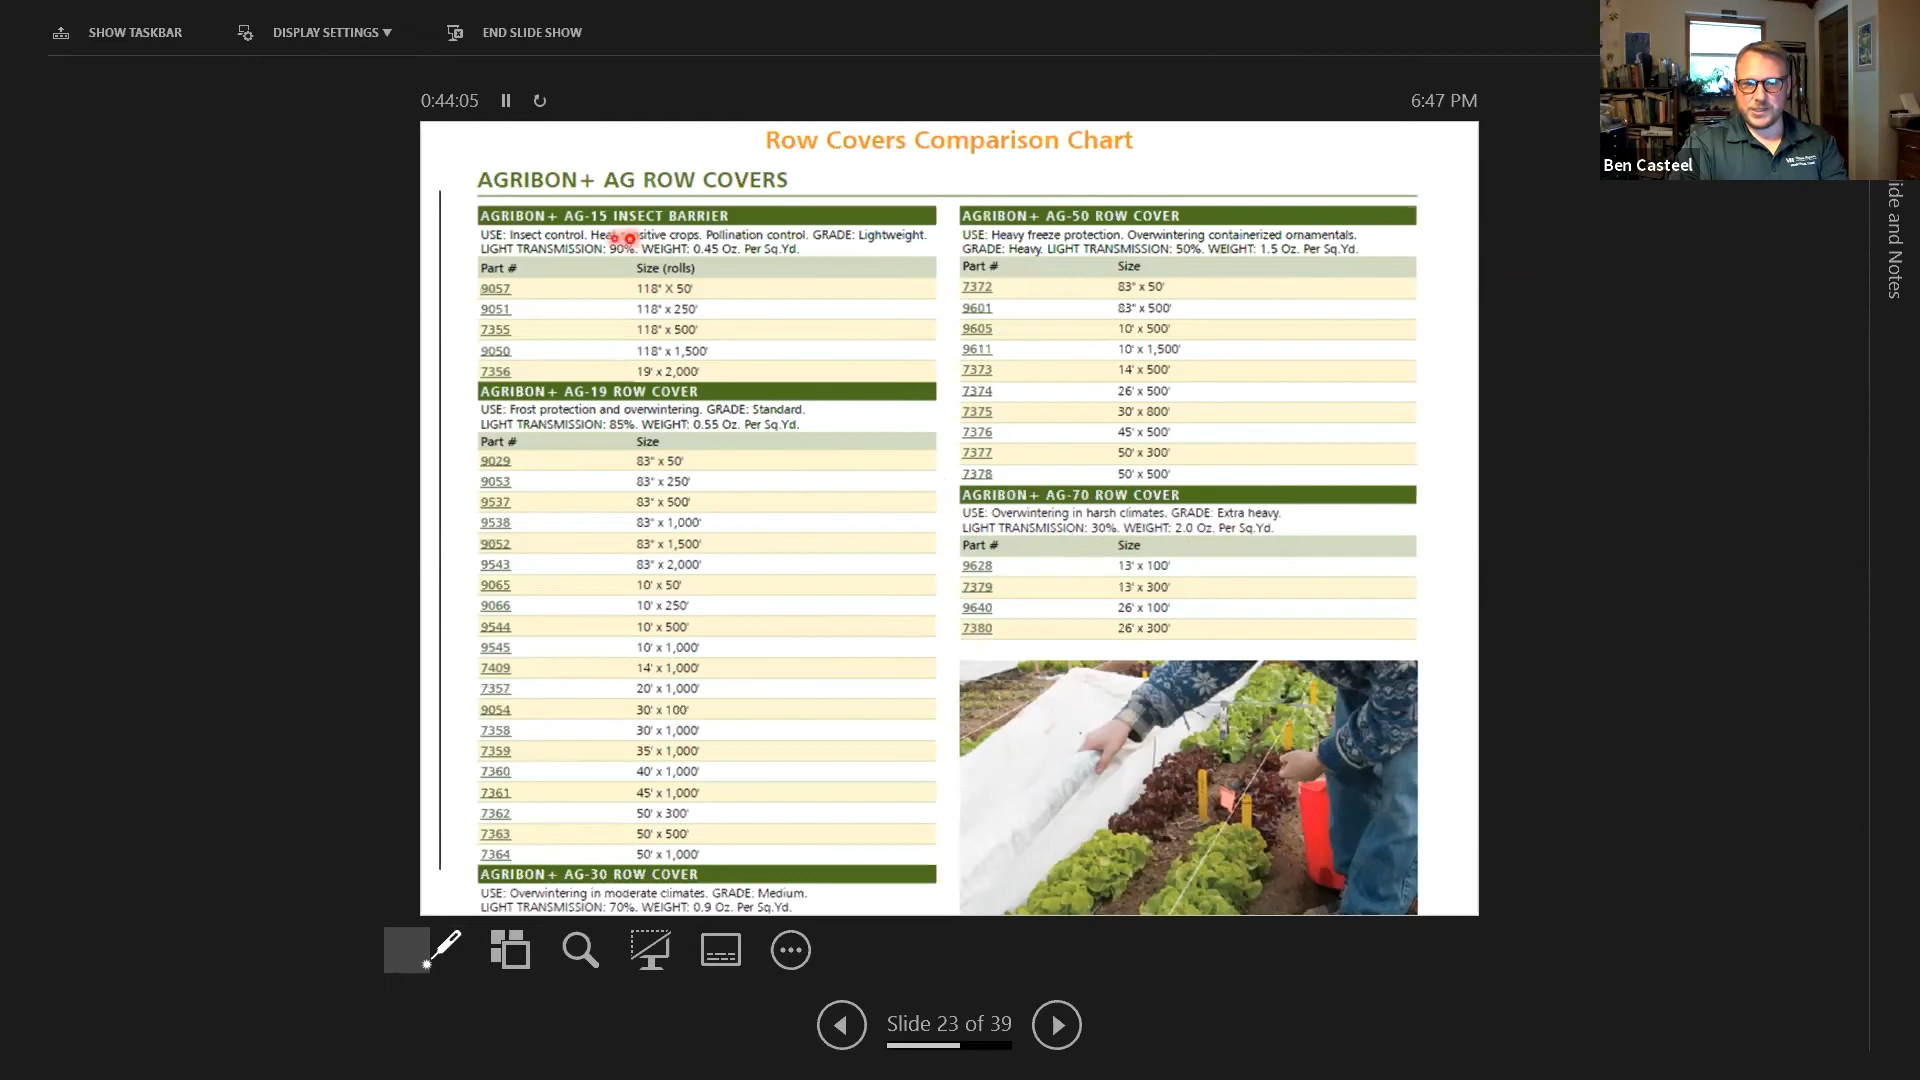 SHOW TASKBAR
DISPLAY SETTINGS ▼
END SLIDE SHOW
0:44:05
6:47 PM
Ben Casteel
lide and Notes
Row Covers Comparison Chart
AGRIBON+ AG ROW COVERS
AGRIBON+ AG-15 INSECT BARRIER
USE: Insect control. Hea sitive crops. Pollination control. GRADE: Lightweight.
LIGHT TRANSMISSION: 90%. WEIGHT: 0.45 Oz. Per Sq.Yd.
Part # Size (rolls)
9057 118" X 50'
9051 118" x 250'
7355 118" x 500'
9050 118" x 1,500'
7356 19' x 2,000'
AGRIBON+ AG-19 ROW COVER
USE: Frost protection and overwintering. GRADE: Standard.
LIGHT TRANSMISSION: 85%. WEIGHT: 0.55 Oz. Per Sq.Yd.
Part # Size
9029 83" x 50'
9053 83" x 250'
9537 83" x 500'
9538 83" x 1,000'
9052 83" x 1,500'
9543 83" x 2,000'
9065 10' x 50'
9066 10' x 250'
9544 10' x 500'
9545 10' x 1,000'
7409 14' x 1,000'
7357 20' x 1,000'
9054 30' x 100'
7358 30' x 1,000'
7359 35' x 1,000'
7360 40' x 1,000'
7361 45' x 1,000'
7362 50' x 300'
7363 50' x 500'
7364 50' x 1,000'
AGRIBON+ AG-30 ROW COVER
USE: Overwintering in moderate climates. GRADE: Medium.
LIGHT TRANSMISSION: 70%. WEIGHT: 0.9 Oz. Per Sq.Yd.
AGRIBON+ AG-50 ROW COVER
USE: Heavy freeze protection. Overwintering containerized ornamentals.
GRADE: Heavy. LIGHT TRANSMISSION: 50%. WEIGHT: 1.5 Oz. Per Sq.Yd.
Part # Size
7372 83" x 50'
9601 83" x 500'
9605 10' x 500'
9611 10' x 1,500'
7373 14' x 500'
7374 26' x 500'
7375 30' x 800'
7376 45' x 500'
7377 50' x 300'
7378 50' x 500'
AGRIBON+ AG-70 ROW COVER
USE: Overwintering in harsh climates. GRADE: Extra heavy.
LIGHT TRANSMISSION: 30%. WEIGHT: 2.0 Oz. Per Sq.Yd.
Part # Size
9628 13' x 100'
7379 13' x 300'
9640 26' x 100'
7380 26' x 300'
Slide 23 of 39